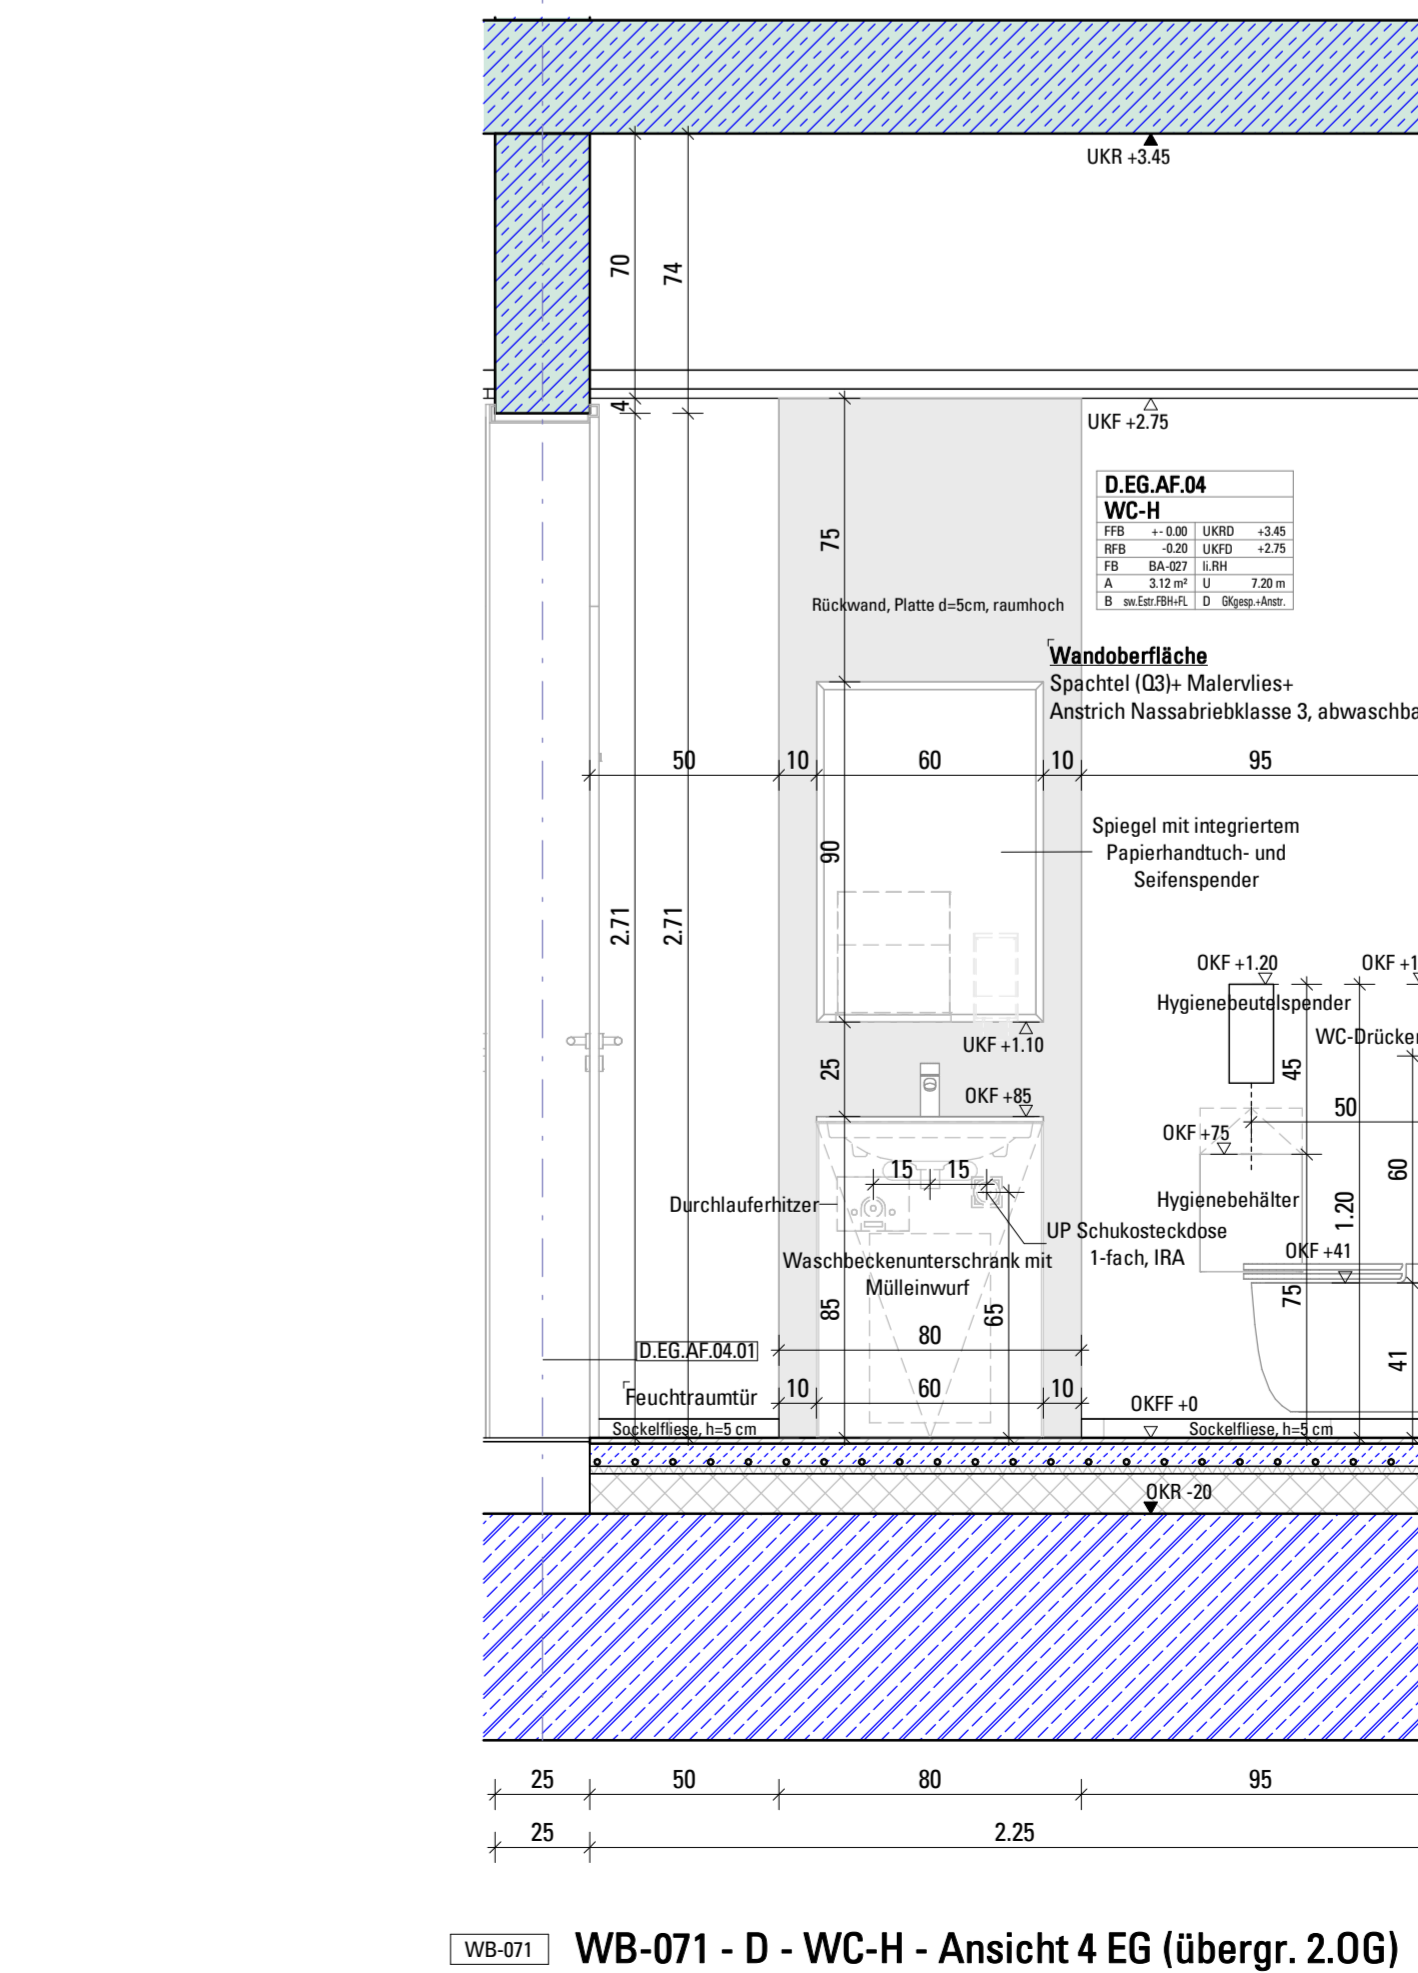 UKR +3.45
70
74
4
UKF +2.75
D.EG.AF.04
WC-H
FFB +- 0.00 UKRD +3.45
RFB -0.20 UKFD +2.75
FB BA-027 li.RH
A 3.12 m² U 7.20 m
B sw.Estr.FBH+FL D GKgesp.+Anstr.
75
Rückwand, Platte d=5cm, raumhoch
Wandoberfläche
Spachtel (Q3)+ Malervlies+
Anstrich Nassabriebklasse 3, abwaschba
50 10 60 10 95
Spiegel mit integriertem
Papierhandtuch- und
Seifenspender
90
2.71 2.71
OKF +1.20 OKF +1
Hygienebeutelspender
WC-Drücker
UKF +1.10
25
45
OKF +85
50
OKF +75
15 15
60
Durchlauferhitzer
Hygienebehälter
1.20
UP Schukosteckdose
1-fach, IRA
OKF +41
Waschbeckenunterschrank mit
Mülleinwurf
85
65
75
80
D.EG.AF.04.01
41
Feuchtraumtür
10 60 10
OKFF +0
Sockelfliese, h=5 cm Sockelfliese, h=5 cm
OKR -20
25 50 80 95
25 2.25
WB-071 WB-071 - D - WC-H - Ansicht 4 EG (übergr. 2.OG)